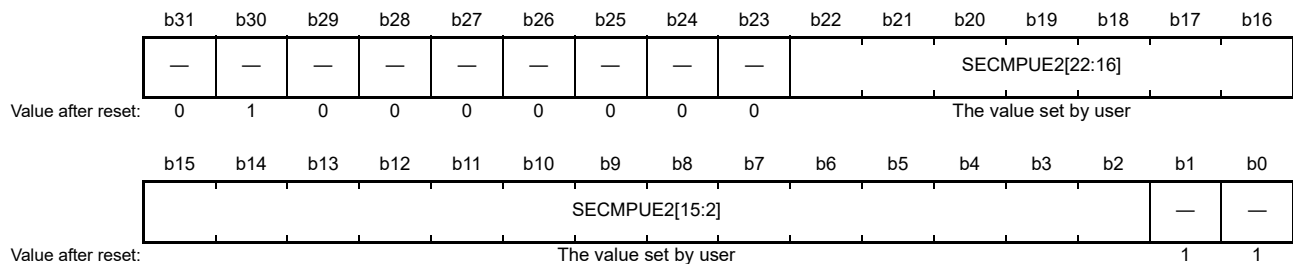 b31 b30 b29 b28 b27 b26 b25 b24 b23 b22 b21 b20 b19 b18 b17 b16
— — — — — — — — — SECMPUE2[22:16]
Value after reset: 0 1 0 0 0 0 0 0 0 The value set by user
b15 b14 b13 b12 b11 b10 b9 b8 b7 b6 b5 b4 b3 b2 b1 b0
SECMPUE2[15:2] — —
Value after reset: The value set by user 1 1